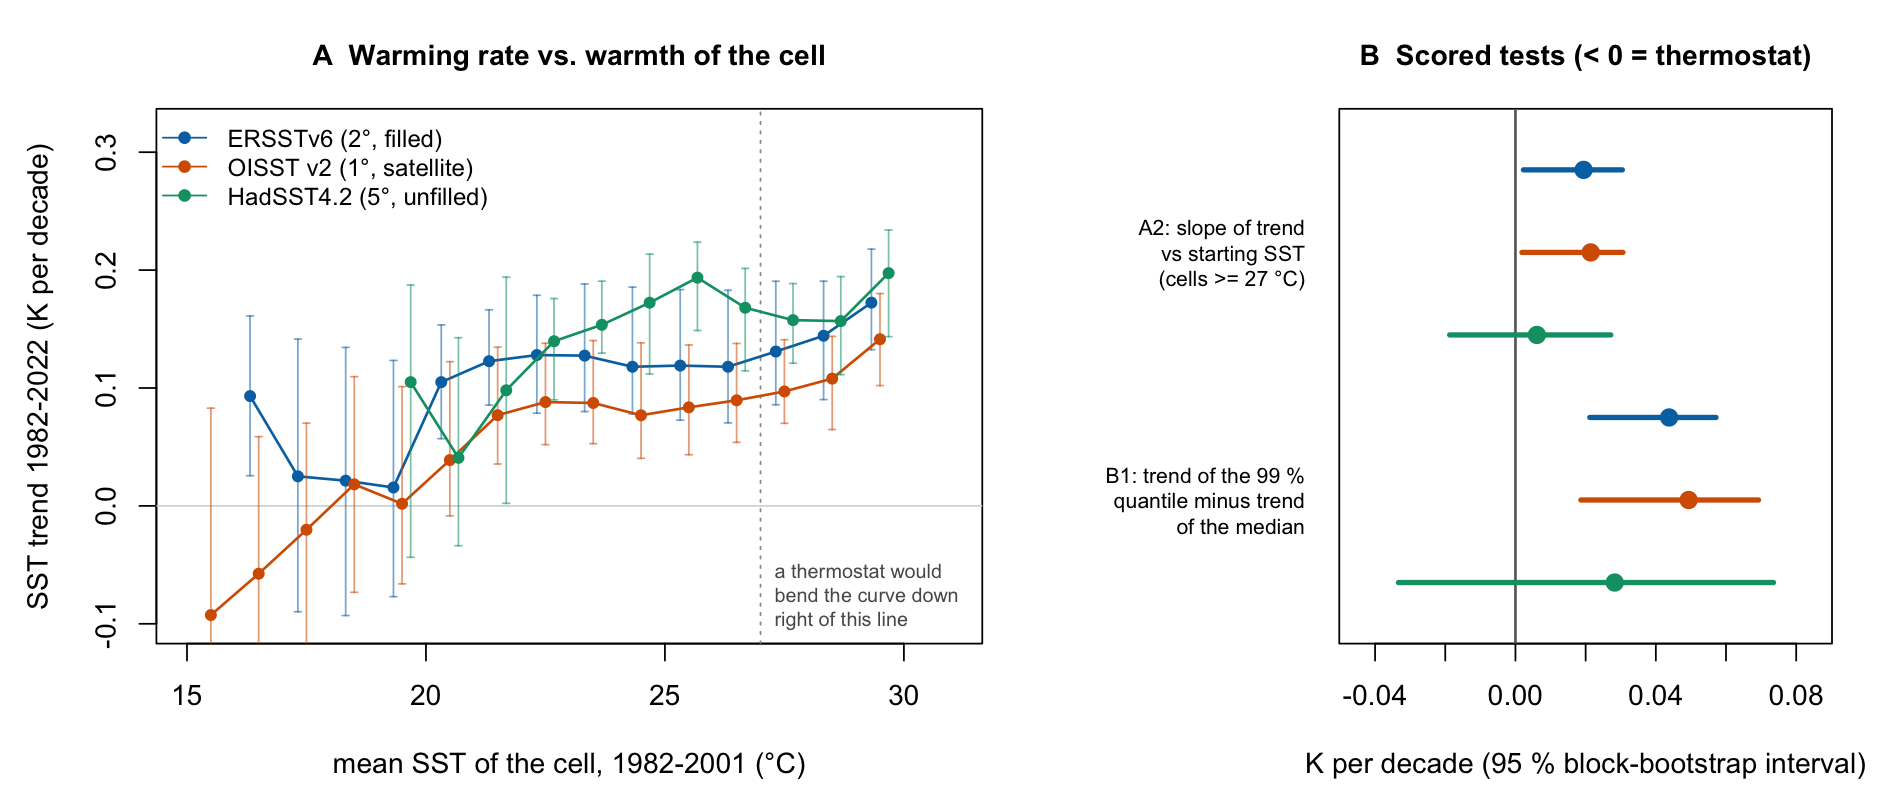 A  Warming rate vs. warmth of the cell
ERSSTv6 (2°, filled)
OISST v2 (1°, satellite)
HadSST4.2 (5°, unfilled)
SST trend 1982-2022 (K per decade)
0.3
0.2
0.1
0.0
-0.1
a thermostat would
bend the curve down
right of this line
15
20
25
30
mean SST of the cell, 1982-2001 (°C)
B  Scored tests (< 0 = thermostat)
A2: slope of trend
vs starting SST
(cells >= 27 °C)
B1: trend of the 99 %
quantile minus trend
of the median
-0.04
0.00
0.04
0.08
K per decade (95 % block-bootstrap interval)